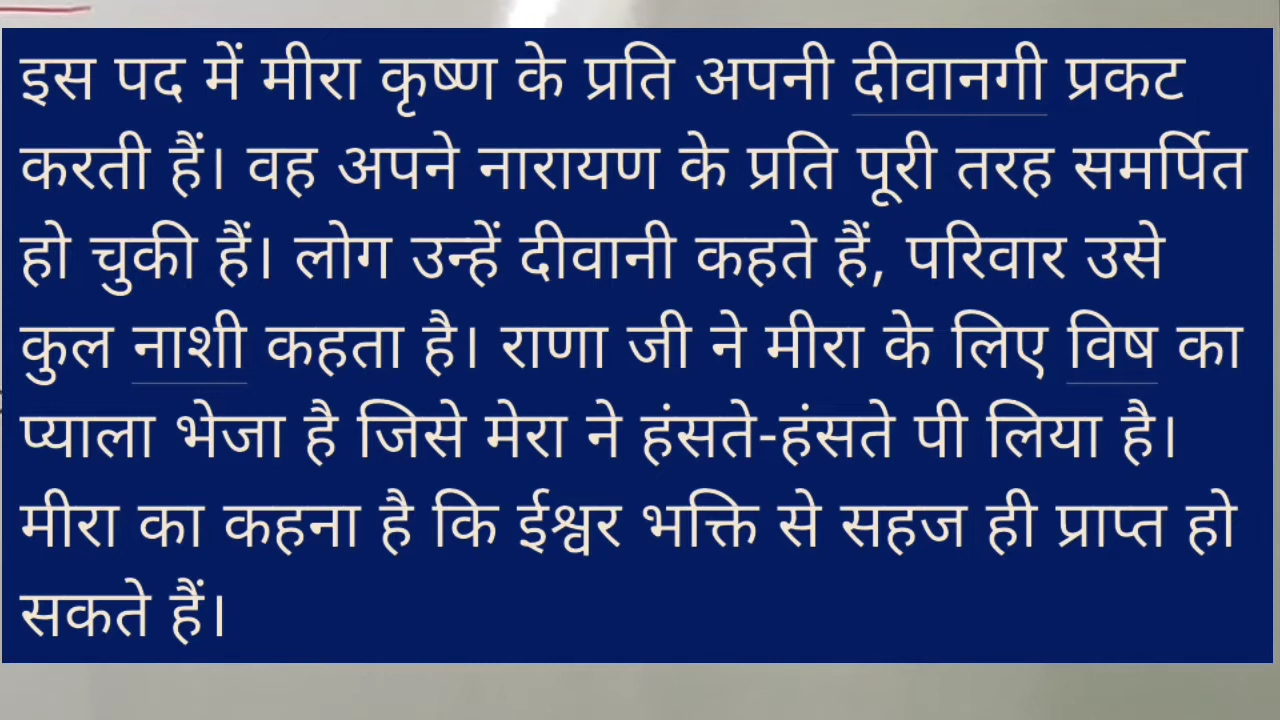 इस पद में मीरा कृष्ण के प्रति अपनी दीवानगी प्रकट
करती हैं। वह अपने नारायण के प्रति पूरी तरह समर्पित
हो चुकी हैं। लोग उन्हें दीवानी कहते हैं, परिवार उसे
कुल नाशी कहता है। राणा जी ने मीरा के लिए विष का
प्याला भेजा है जिसे मेरा ने हंसते-हंसते पी लिया है।
मीरा का कहना है कि ईश्वर भक्ति से सहज ही प्राप्त हो
सकते हैं।